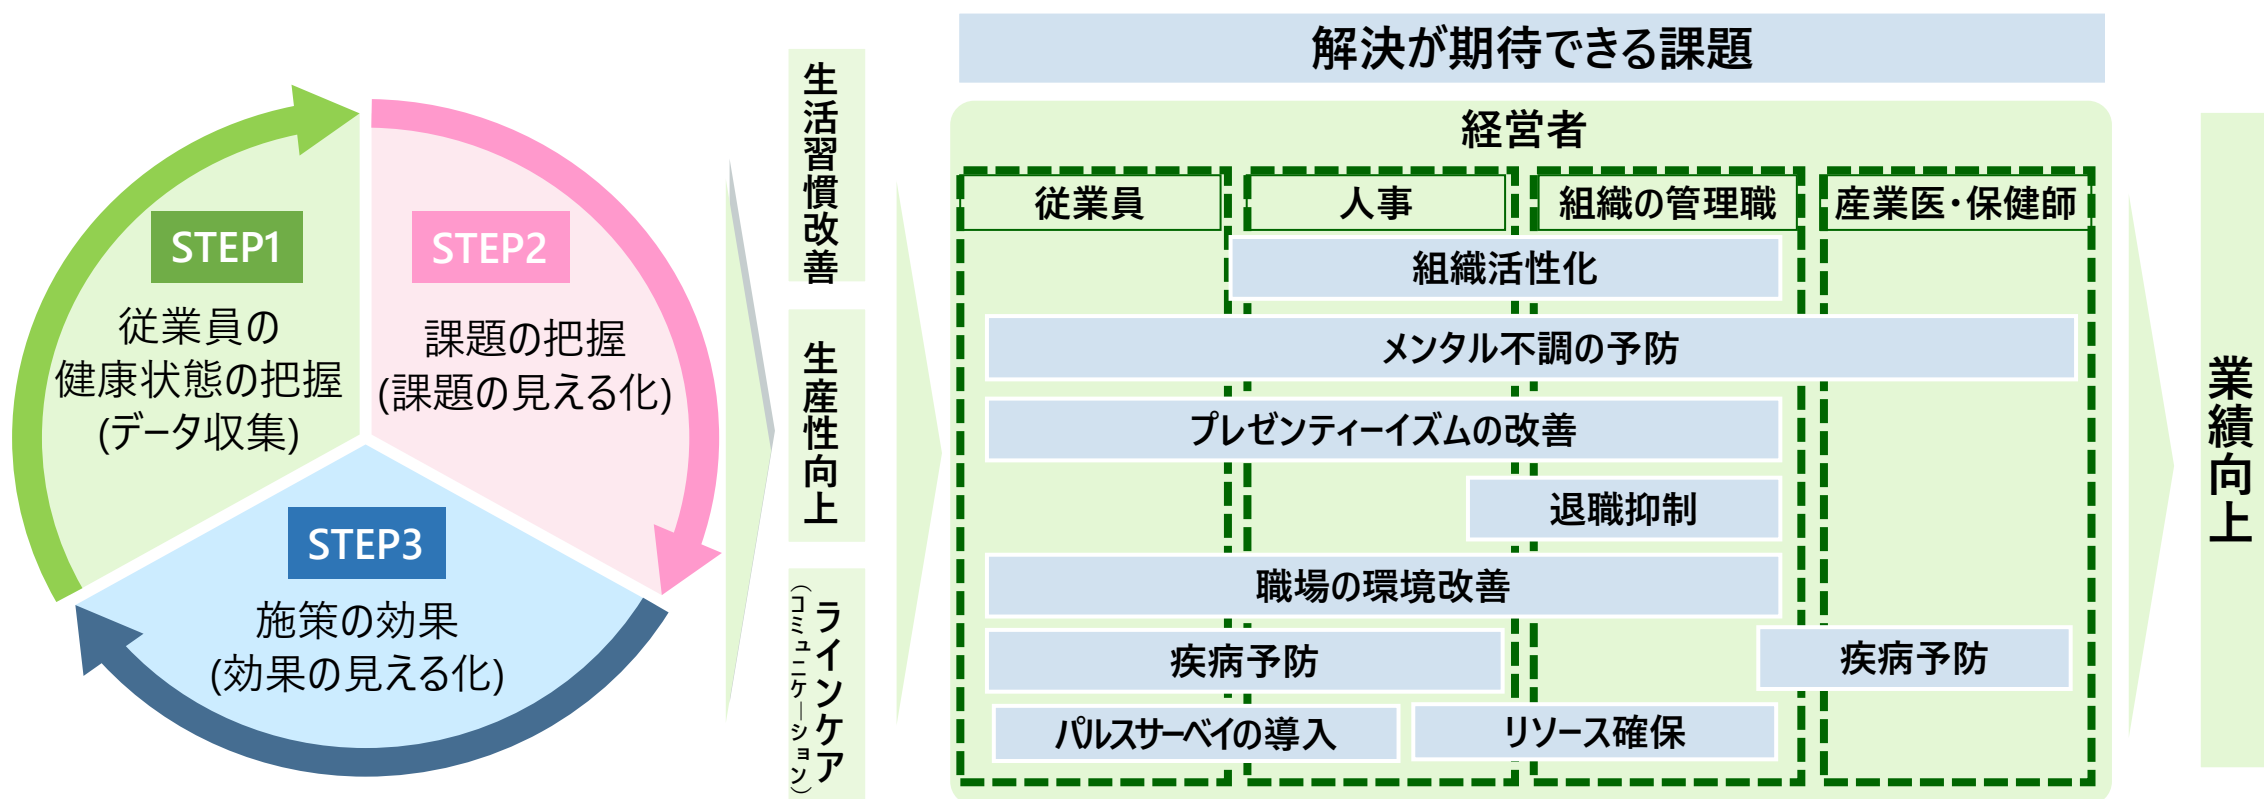 STEP1
従業員の
健康状態の把握
(データ収集)
STEP2
課題の把握
(課題の見える化)
STEP3
施策の効果
(効果の見える化)
生活習慣改善
生産性向上
ラインケア
(コミュニケーション)
解決が期待できる課題
経営者
従業員
人事
組織の管理職
産業医・保健師
組織活性化
メンタル不調の予防
プレゼンティーイズムの改善
退職抑制
職場の環境改善
疾病予防
疾病予防
パルスサーベイの導入
リソース確保
業績向上